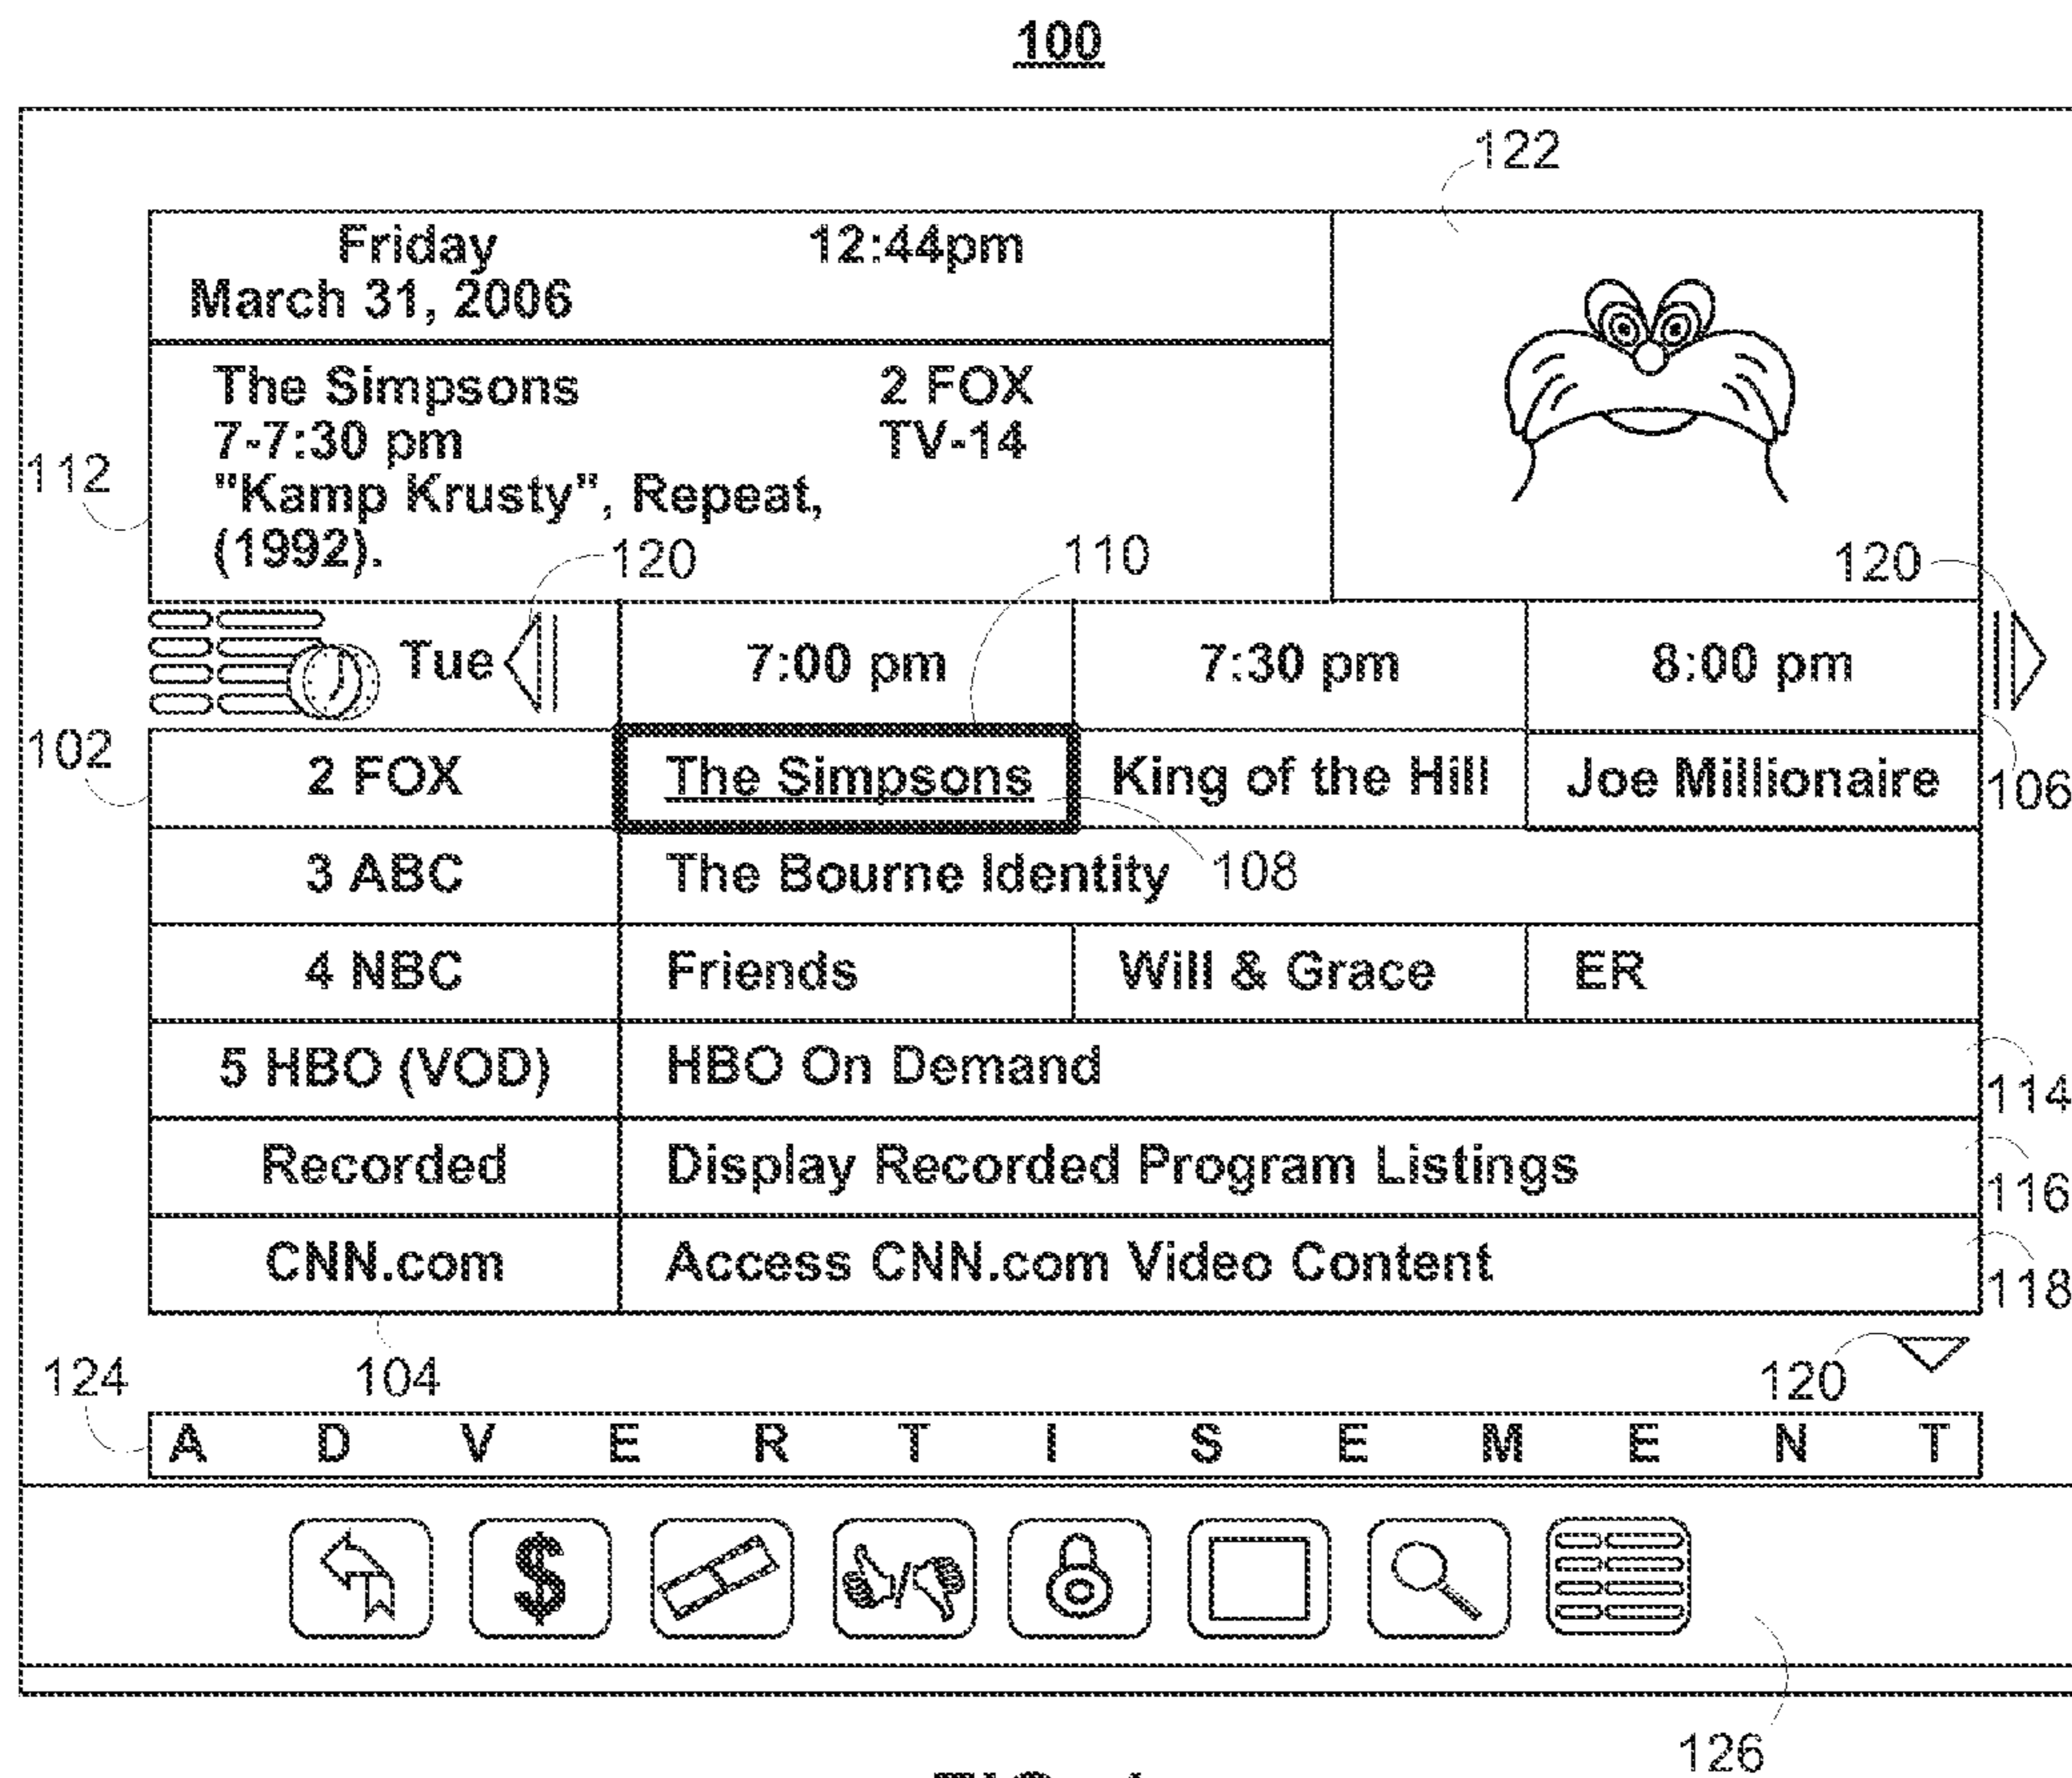 100
122
Friday 12:44pm
March 31, 2006
The Simpsons 2 FOX
7-7:30 pm TV-14
112
"Kamp Krusty", Repeat,
(1992).
120
110
120
Tue 7:00 pm 7:30 pm 8:00 pm
102
2 FOX The Simpsons King of the Hill Joe Millionaire
106
3 ABC The Bourne Identity 108
4 NBC Friends Will & Grace ER
5 HBO (VOD) HBO On Demand
114
Recorded Display Recorded Program Listings
116
CNN.com Access CNN.com Video Content
118
124
104
120
A D V E R T I S E M E N T
$
126